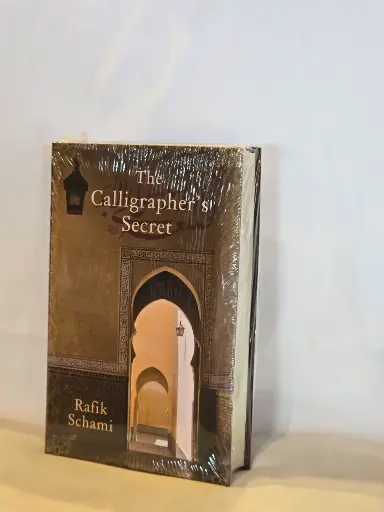 The
Calligrapher's
Secret
Rafik
Schami